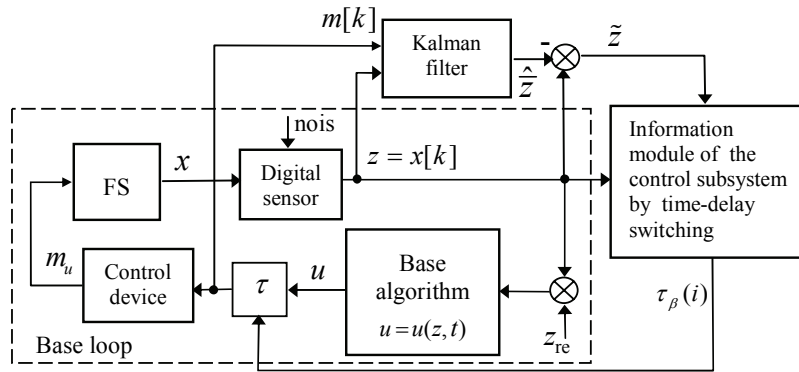 m[k]
Kalman
filter
-
z̃
ẑ̄
nois
Information
module of the
control subsystem
by time-delay
switching
FS
x
Digital
sensor
z = x[k]
m_u
Control
device
τ
u
Base
algorithm
u = u(z, t)
z_re
τ_β(i)
Base loop